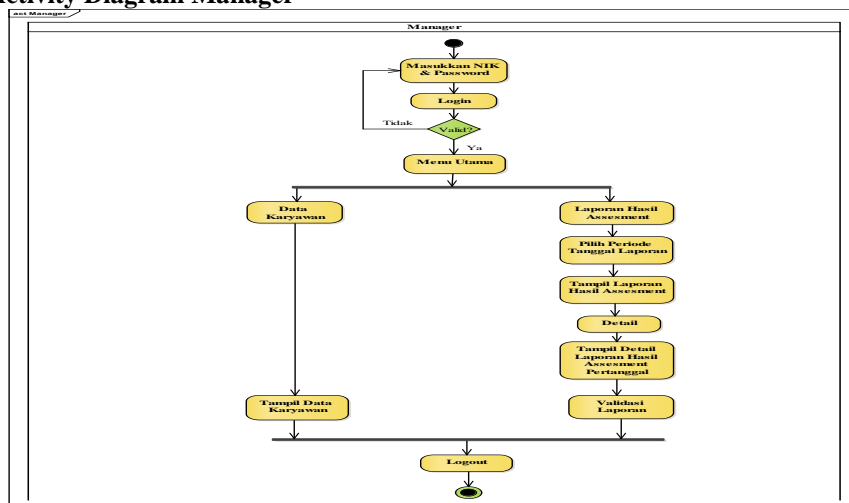 Activity Diagram Manager
act Manager
Manager
Masukkan NIK
& Password
Login
Tidak
Valid?
Ya
Menu Utama
Data
Karyawan
Laporan Hasil
Assesment
Pilih Periode
Tanggal Laporan
Tampil Laporan
Hasil Assesment
Detail
Tampil Detail
Laporan Hasil
Assesment
Pertanggal
Tampil Data
Karyawan
Validasi
Laporan
Logout